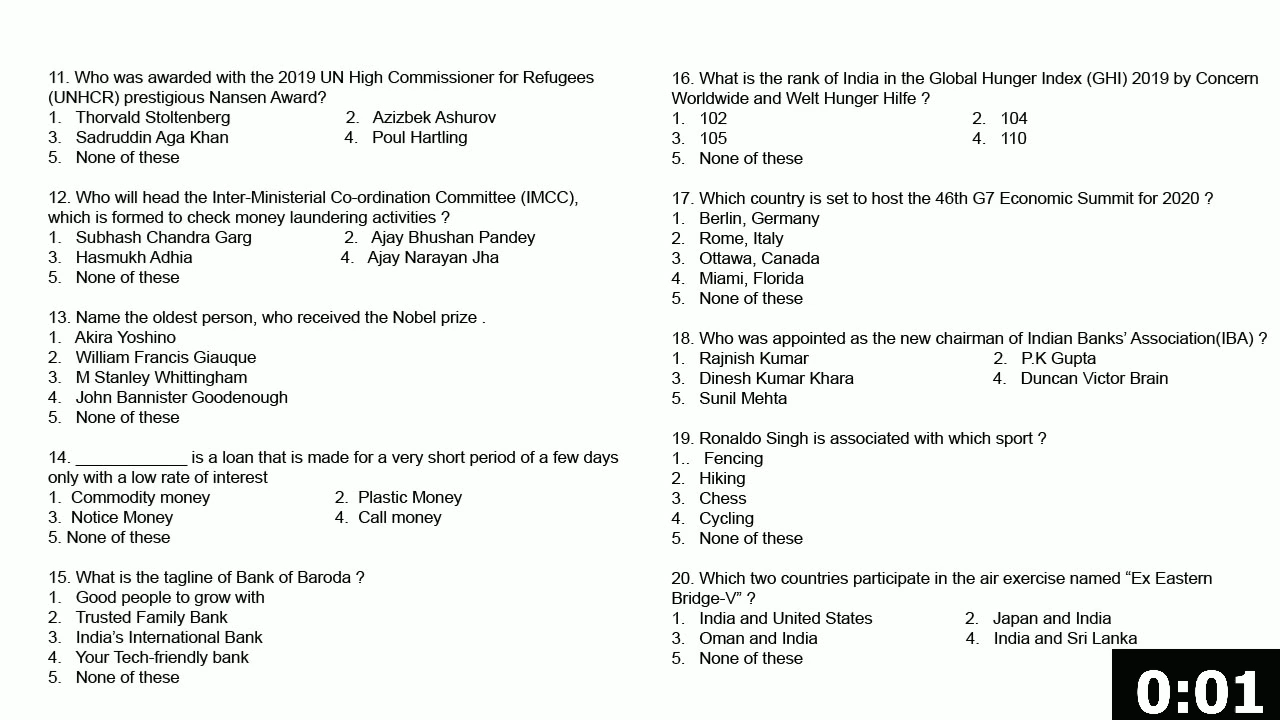 11. Who was awarded with the 2019 UN High Commissioner for Refugees
(UNHCR) prestigious Nansen Award?
1. Thorvald Stoltenberg 2. Azizbek Ashurov
3. Sadruddin Aga Khan 4. Poul Hartling
5. None of these
12. Who will head the Inter-Ministerial Co-ordination Committee (IMCC),
which is formed to check money laundering activities ?
1. Subhash Chandra Garg 2. Ajay Bhushan Pandey
3. Hasmukh Adhia 4. Ajay Narayan Jha
5. None of these
13. Name the oldest person, who received the Nobel prize .
1. Akira Yoshino
2. William Francis Giauque
3. M Stanley Whittingham
4. John Bannister Goodenough
5. None of these
14. ____________ is a loan that is made for a very short period of a few days
only with a low rate of interest
1. Commodity money 2. Plastic Money
3. Notice Money 4. Call money
5. None of these
15. What is the tagline of Bank of Baroda ?
1. Good people to grow with
2. Trusted Family Bank
3. India’s International Bank
4. Your Tech-friendly bank
5. None of these
16. What is the rank of India in the Global Hunger Index (GHI) 2019 by Concern
Worldwide and Welt Hunger Hilfe ?
1. 102 2. 104
3. 105 4. 110
5. None of these
17. Which country is set to host the 46th G7 Economic Summit for 2020 ?
1. Berlin, Germany
2. Rome, Italy
3. Ottawa, Canada
4. Miami, Florida
5. None of these
18. Who was appointed as the new chairman of Indian Banks’ Association(IBA) ?
1. Rajnish Kumar 2. P.K Gupta
3. Dinesh Kumar Khara 4. Duncan Victor Brain
5. Sunil Mehta
19. Ronaldo Singh is associated with which sport ?
1.. Fencing
2. Hiking
3. Chess
4. Cycling
5. None of these
20. Which two countries participate in the air exercise named “Ex Eastern
Bridge-V” ?
1. India and United States 2. Japan and India
3. Oman and India 4. India and Sri Lanka
5. None of these
0:01